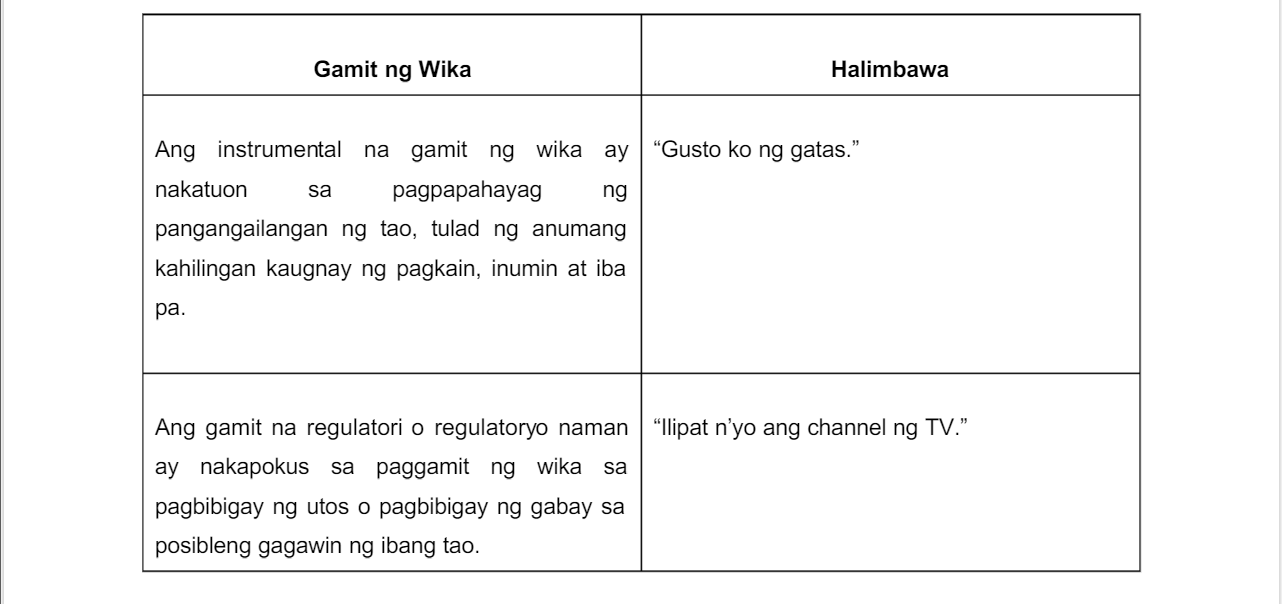 Gamit ng Wika
Halimbawa
Ang instrumental na gamit ng wika ay
nakatuon sa pagpapahayag ng
pangangailangan ng tao, tulad ng anumang
kahilingan kaugnay ng pagkain, inumin at iba
pa.
“Gusto ko ng gatas.”
Ang gamit na regulatori o regulatoryo naman
ay nakapokus sa paggamit ng wika sa
pagbibigay ng utos o pagbibigay ng gabay sa
posibleng gagawin ng ibang tao.
“Ilipat n’yo ang channel ng TV.”